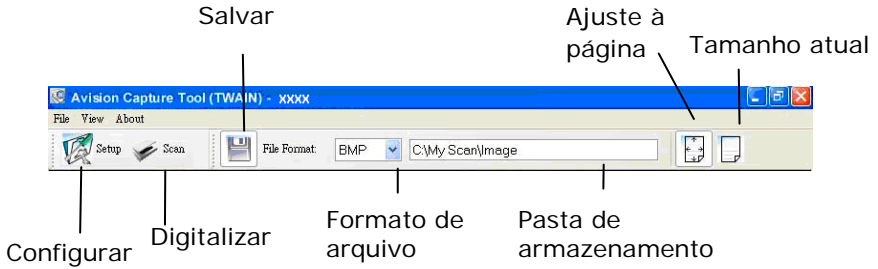 Salvar
Ajuste à
página
Tamanho atual
Avision Capture Tool (TWAIN) - xxxx
File View About
Setup Scan File Format: BMP C:\My Scan\Image
Configurar
Digitalizar
Formato de
arquivo
Pasta de
armazenamento